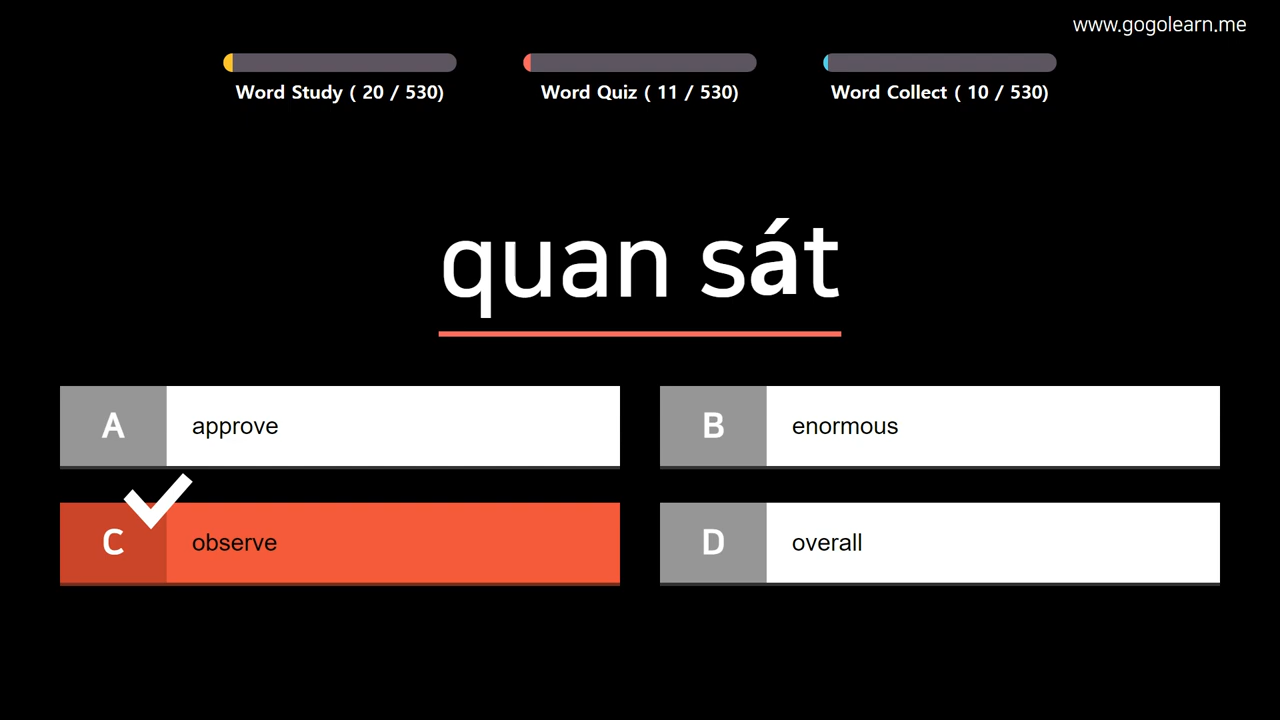 www.gogolearn.me
Word Study ( 20 / 530)
Word Quiz ( 11 / 530)
Word Collect ( 10 / 530)
quan sát
A approve
B enormous
C observe
D overall